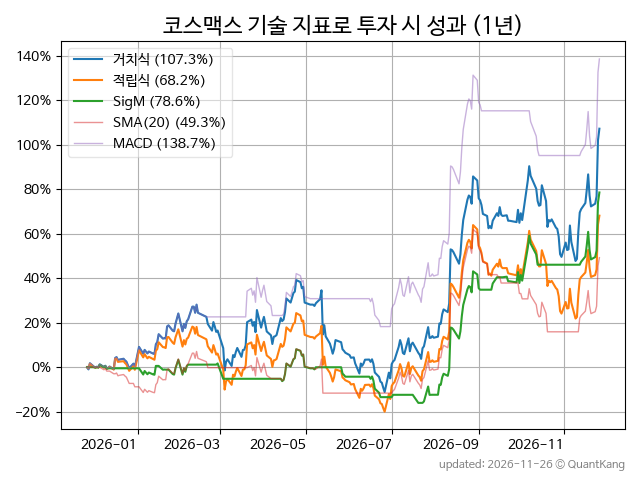 코스맥스 기술 지표로 투자 시 성과 (1년)
140%
120%
100%
80%
60%
40%
20%
0%
−20%
거치식 (107.3%)
적립식 (68.2%)
SigM (78.6%)
SMA(20) (49.3%)
MACD (138.7%)
2026-01
2026-03
2026-05
2026-07
2026-09
2026-11
updated: 2026-11-26 © QuantKang